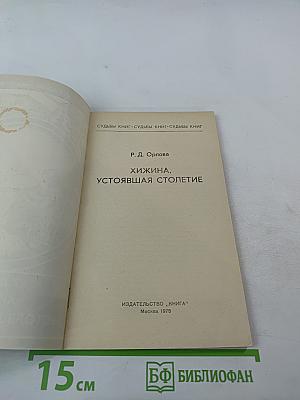 СУДЬБЫ КНИГ•СУДЬБЫ КНИГ•СУДЬБЫ КНИГ
Р. Д. Орлова
ХИЖИНА,
УСТОЯВШАЯ СТОЛЕТИЕ
ИЗДАТЕЛЬСТВО „КНИГА"
Москва 1975
15 см
БФ БИБЛИОФАН